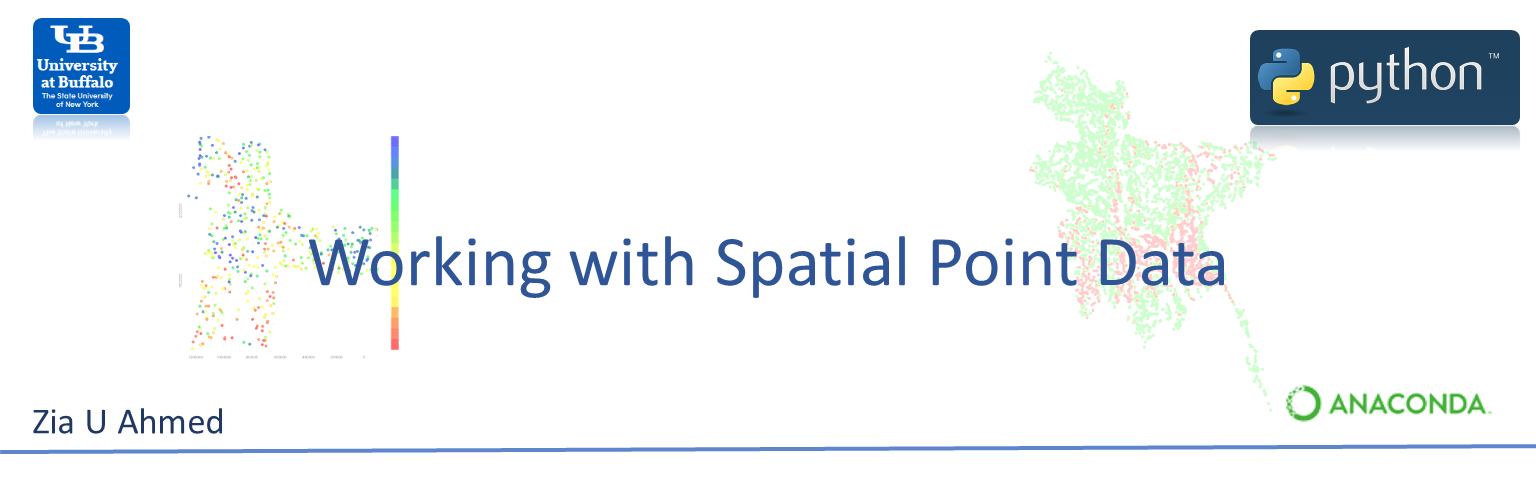 UB
University
at Buffalo
The State University
of New York
python™
Working with Spatial Point Data
Zia U Ahmed
ANACONDA